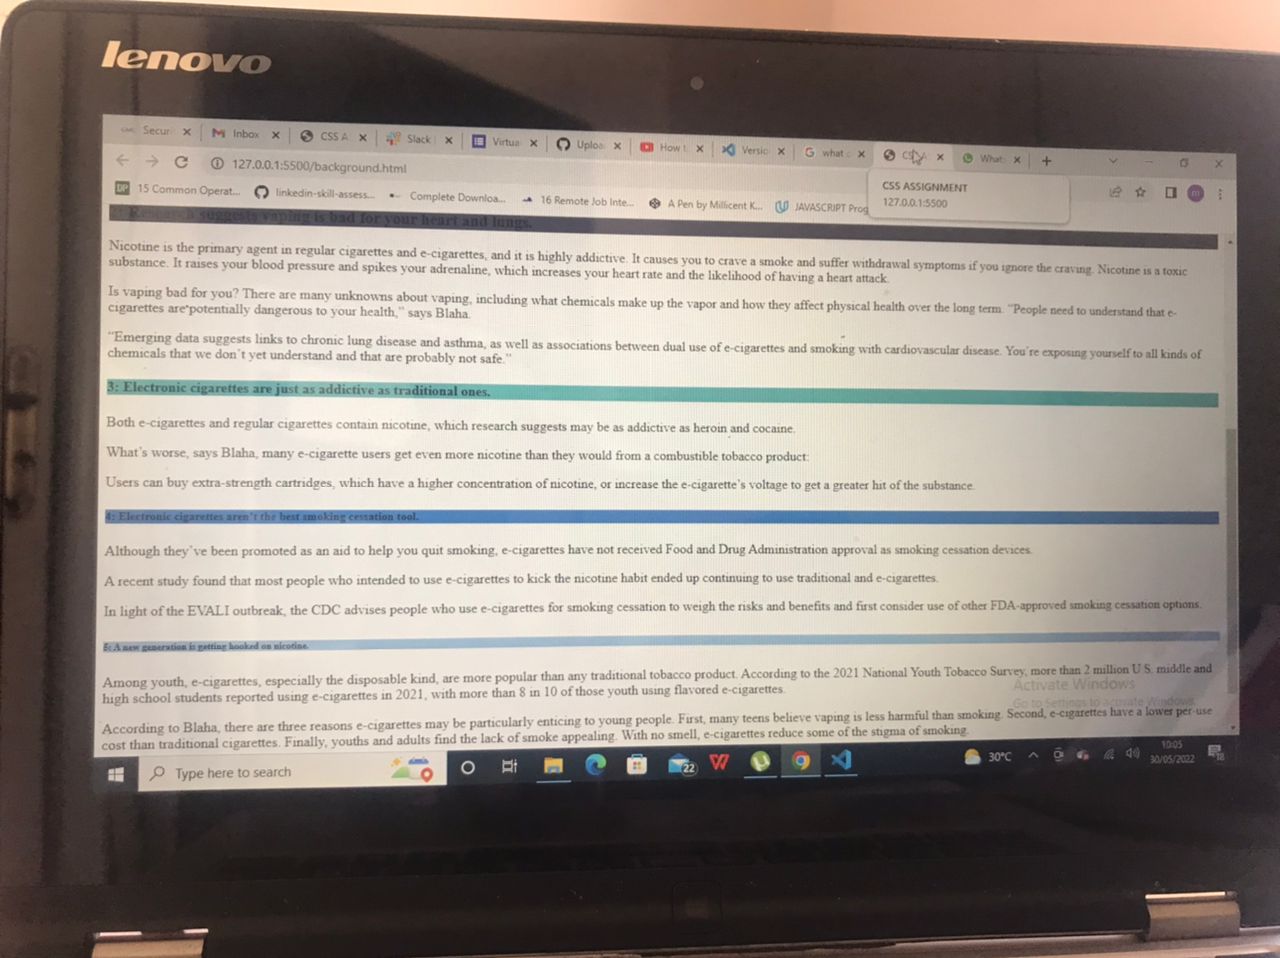 lenovo
Secur
Inbox
CSS A
Slack
Virtua
Uploa
How t
Versio
what
CSS A
What
127.0.0.1:5500/background.html
CSS ASSIGNMENT
127.0.0.1:5500
DP 15 Common Operat...
linkedin-skill-assess...
Complete Downloa...
16 Remote Job Inte...
A Pen by Millicent K...
JAVASCRIPT Prog
2: Research suggests vaping is bad for your heart and lungs.
Nicotine is the primary agent in regular cigarettes and e-cigarettes, and it is highly addictive. It causes you to crave a smoke and suffer withdrawal symptoms if you ignore the craving. Nicotine is a toxic
substance. It raises your blood pressure and spikes your adrenaline, which increases your heart rate and the likelihood of having a heart attack.
Is vaping bad for you? There are many unknowns about vaping, including what chemicals make up the vapor and how they affect physical health over the long term. “People need to understand that e-
cigarettes are potentially dangerous to your health,” says Blaha.
“Emerging data suggests links to chronic lung disease and asthma, as well as associations between dual use of e-cigarettes and smoking with cardiovascular disease. You're exposing yourself to all kinds of
chemicals that we don't yet understand and that are probably not safe.”
3: Electronic cigarettes are just as addictive as traditional ones.
Both e-cigarettes and regular cigarettes contain nicotine, which research suggests may be as addictive as heroin and cocaine.
What's worse, says Blaha, many e-cigarette users get even more nicotine than they would from a combustible tobacco product:
Users can buy extra-strength cartridges, which have a higher concentration of nicotine, or increase the e-cigarette's voltage to get a greater hit of the substance.
4: Electronic cigarettes aren't the best smoking cessation tool.
Although they've been promoted as an aid to help you quit smoking, e-cigarettes have not received Food and Drug Administration approval as smoking cessation devices.
A recent study found that most people who intended to use e-cigarettes to kick the nicotine habit ended up continuing to use traditional and e-cigarettes.
In light of the EVALI outbreak, the CDC advises people who use e-cigarettes for smoking cessation to weigh the risks and benefits and first consider use of other FDA-approved smoking cessation options.
5: A new generation is getting hooked on nicotine.
Among youth, e-cigarettes, especially the disposable kind, are more popular than any traditional tobacco product. According to the 2021 National Youth Tobacco Survey, more than 2 million U.S. middle and
high school students reported using e-cigarettes in 2021, with more than 8 in 10 of those youth using flavored e-cigarettes.
Activate Windows
Go to Settings to activate Windows.
According to Blaha, there are three reasons e-cigarettes may be particularly enticing to young people. First, many teens believe vaping is less harmful than smoking. Second, e-cigarettes have a lower per-use
cost than traditional cigarettes. Finally, youths and adults find the lack of smoke appealing. With no smell, e-cigarettes reduce some of the stigma of smoking.
Type here to search
22
30°C
10:05
30/05/2022
18